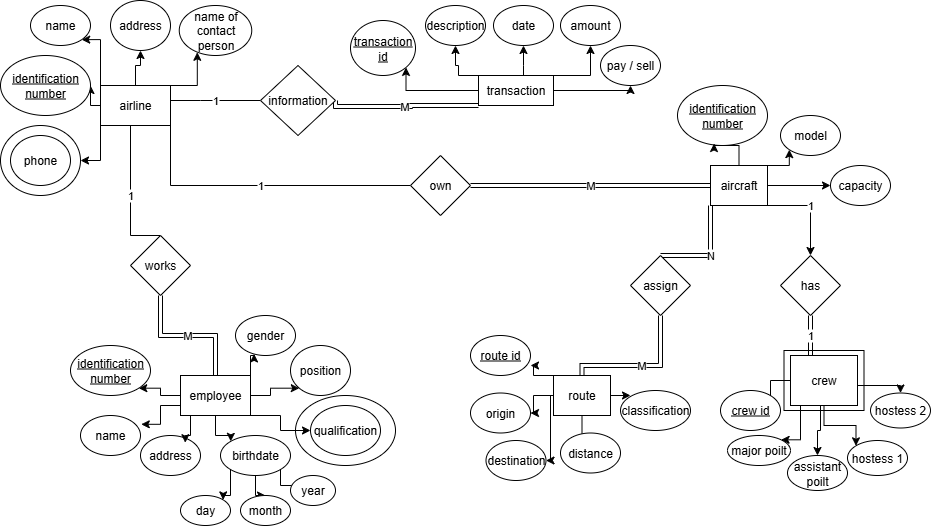 name
address
name of
contact
person
identification
number
airline
phone
1
information
M
transaction
id
description
date
amount
pay / sell
transaction
identification
number
model
aircraft
capacity
1
own
M
1
works
M
N
assign
M
1
has
1
identification
number
gender
position
employee
name
address
birthdate
qualification
day
month
year
route id
origin
route
classification
destination
distance
crew
crew id
hostess 2
major poilt
assistant
poilt
hostess 1